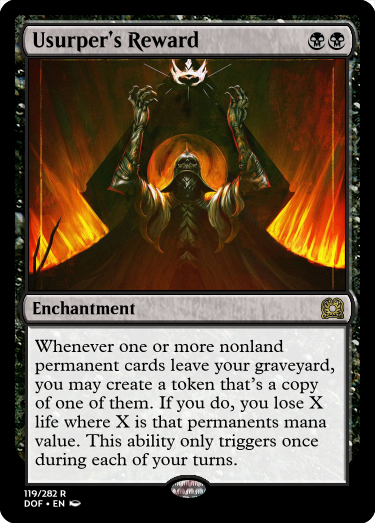 Usurper's Reward
Enchantment
Whenever one or more nonland
permanent cards leave your graveyard,
you may create a token that's a copy
of one of them. If you do, you lose X
life where X is that permanents mana
value. This ability only triggers once
during each of your turns.
119/282 R
DOF • EN